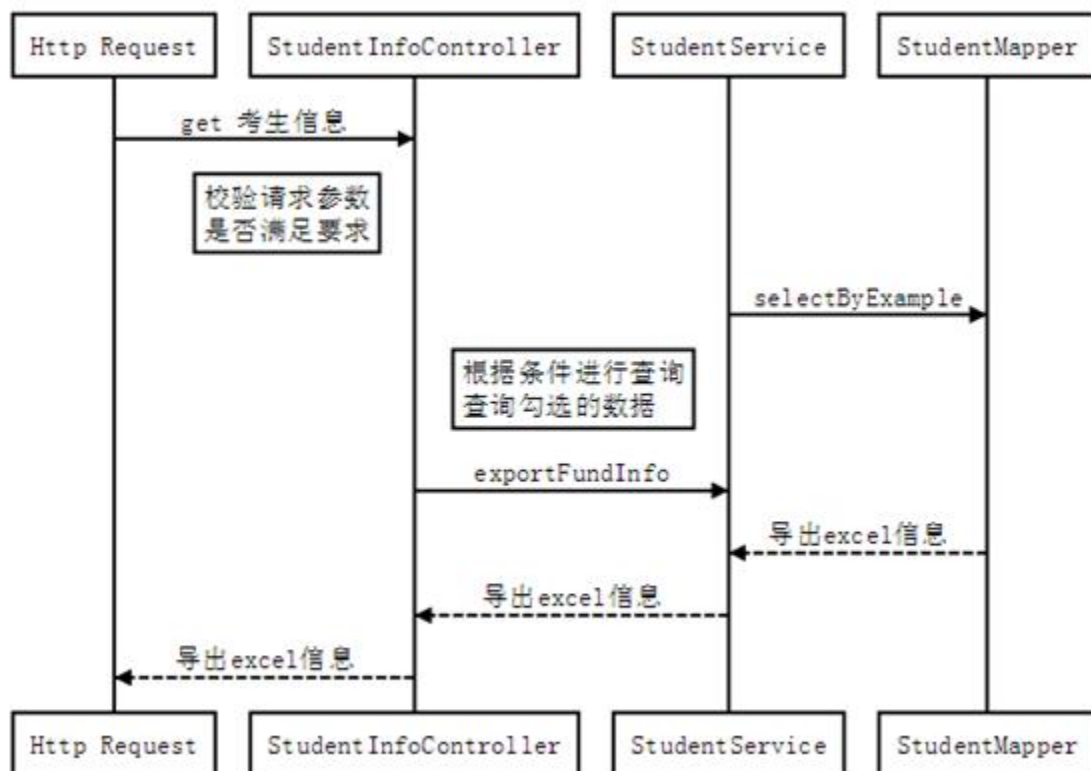 Http Request
StudentInfoController
StudentService
StudentMapper
get 考生信息
校验请求参数
是否满足要求
selectByExample
根据条件进行查询
查询勾选的数据
exportFundInfo
导出excel信息
导出excel信息
导出excel信息
Http Request
StudentInfoController
StudentService
StudentMapper